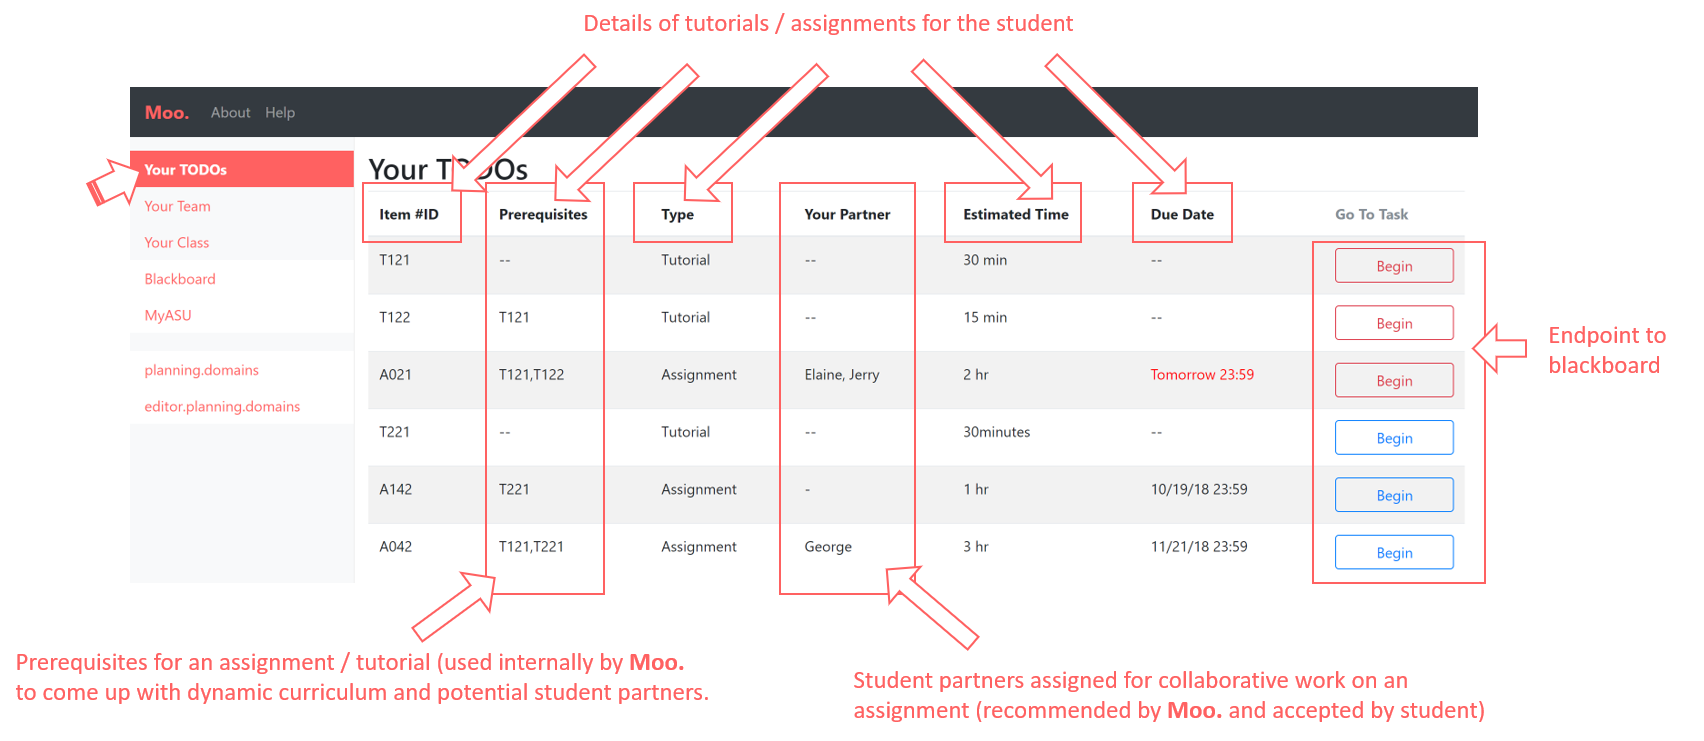 Details of tutorials / assignments for the student
Moo. About Help
Your TODOs
Your Team
Your Class
Blackboard
MyASU
planning.domains
editor.planning.domains
Your TODOs
Item #ID Prerequisites Type Your Partner Estimated Time Due Date Go To Task
T121 -- Tutorial -- 30 min -- Begin
T122 T121 Tutorial -- 15 min -- Begin
A021 T121,T122 Assignment Elaine, Jerry 2 hr Tomorrow 23:59 Begin
T221 -- Tutorial -- 30minutes -- Begin
A142 T221 Assignment - 1 hr 10/19/18 23:59 Begin
A042 T121,T221 Assignment George 3 hr 11/21/18 23:59 Begin
Endpoint to
blackboard
Prerequisites for an assignment / tutorial (used internally by Moo.
to come up with dynamic curriculum and potential student partners.
Student partners assigned for collaborative work on an
assignment (recommended by Moo. and accepted by student)